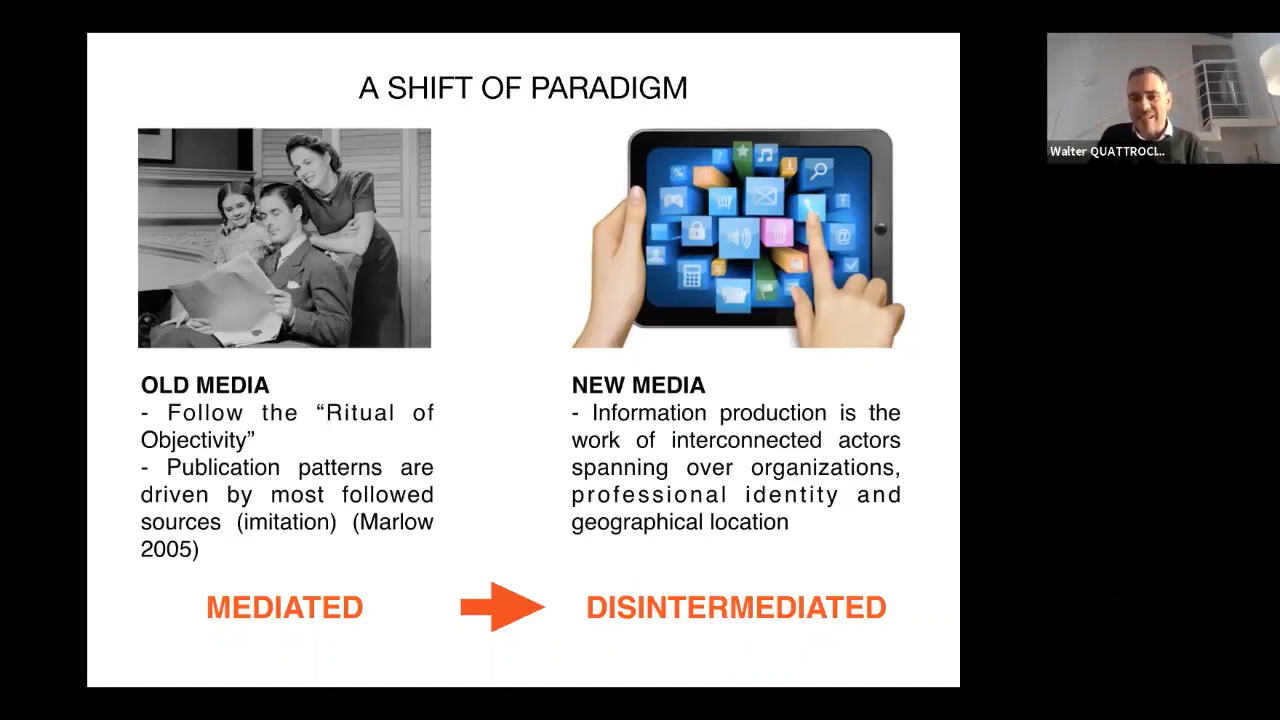 A SHIFT OF PARADIGM
Walter QUATTROCI...
OLD MEDIA
- Follow the “Ritual of
Objectivity”
- Publication patterns are
driven by most followed
sources (imitation) (Marlow
2005)
NEW MEDIA
- Information production is the
work of interconnected actors
spanning over organizations,
professional identity and
geographical location
MEDIATED
DISINTERMEDIATED